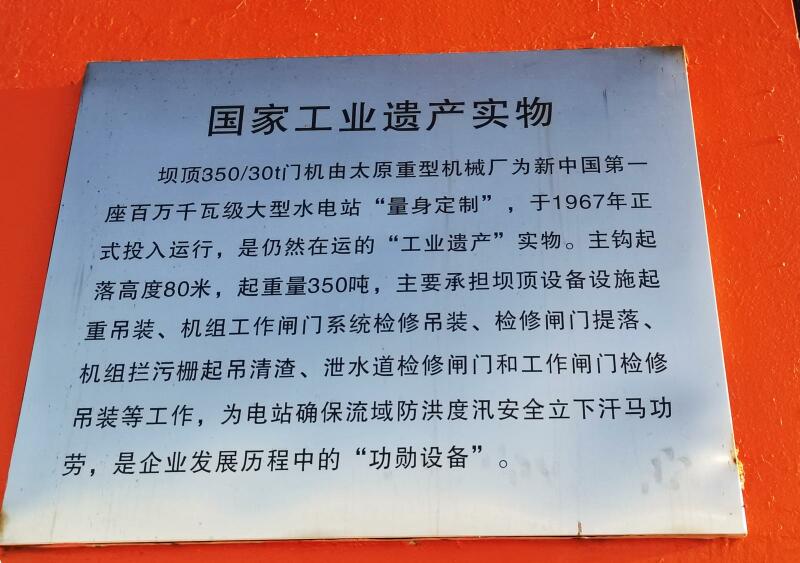 国家工业遗产实物
坝顶350/30t门机由太原重型机械厂为新中国第一
座百万千瓦级大型水电站“量身定制”，于1967年正
式投入运行，是仍然在运的“工业遗产”实物。主钩起
落高度80米，起重量350吨，主要承担坝顶设备设施起
重吊装、机组工作闸门系统检修吊装、检修闸门提落、
机组拦污栅起吊清渣、泄水道检修闸门和工作闸门检修
吊装等工作，为电站确保流域防洪度汛安全立下汗马功
劳，是企业发展历程中的“功勋设备”。